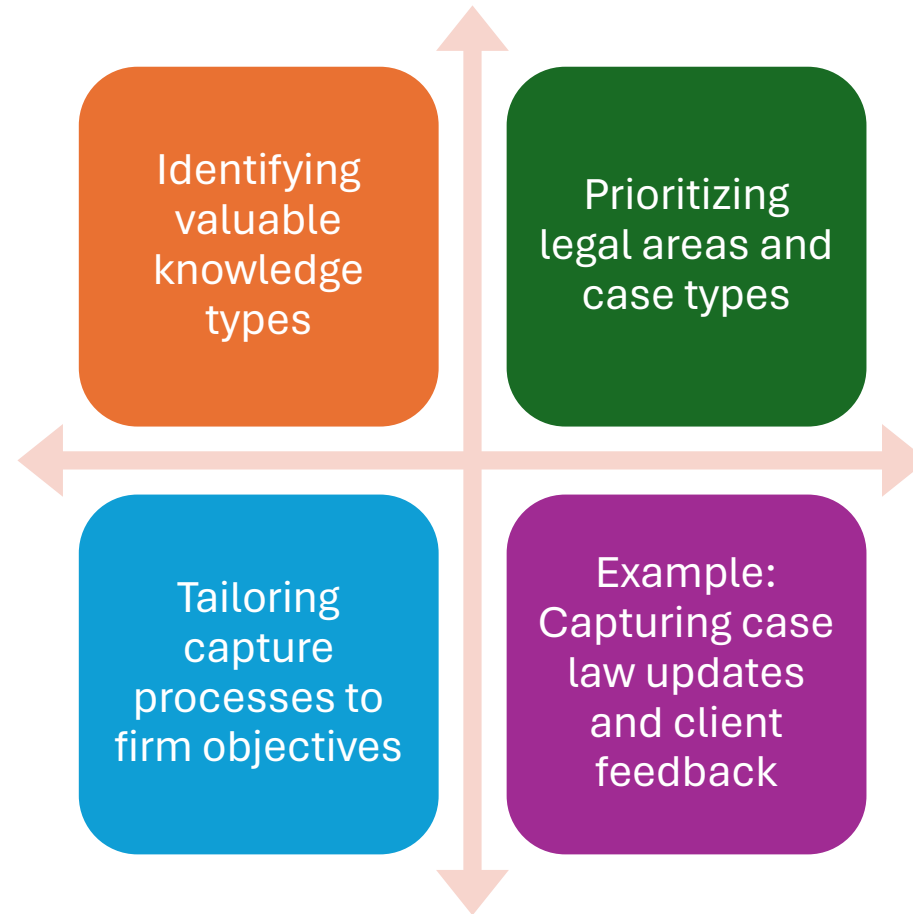 Identifying
valuable
knowledge
types
Prioritizing
legal areas and
case types
Tailoring
capture
processes to
firm objectives
Example:
Capturing case
law updates
and client
feedback